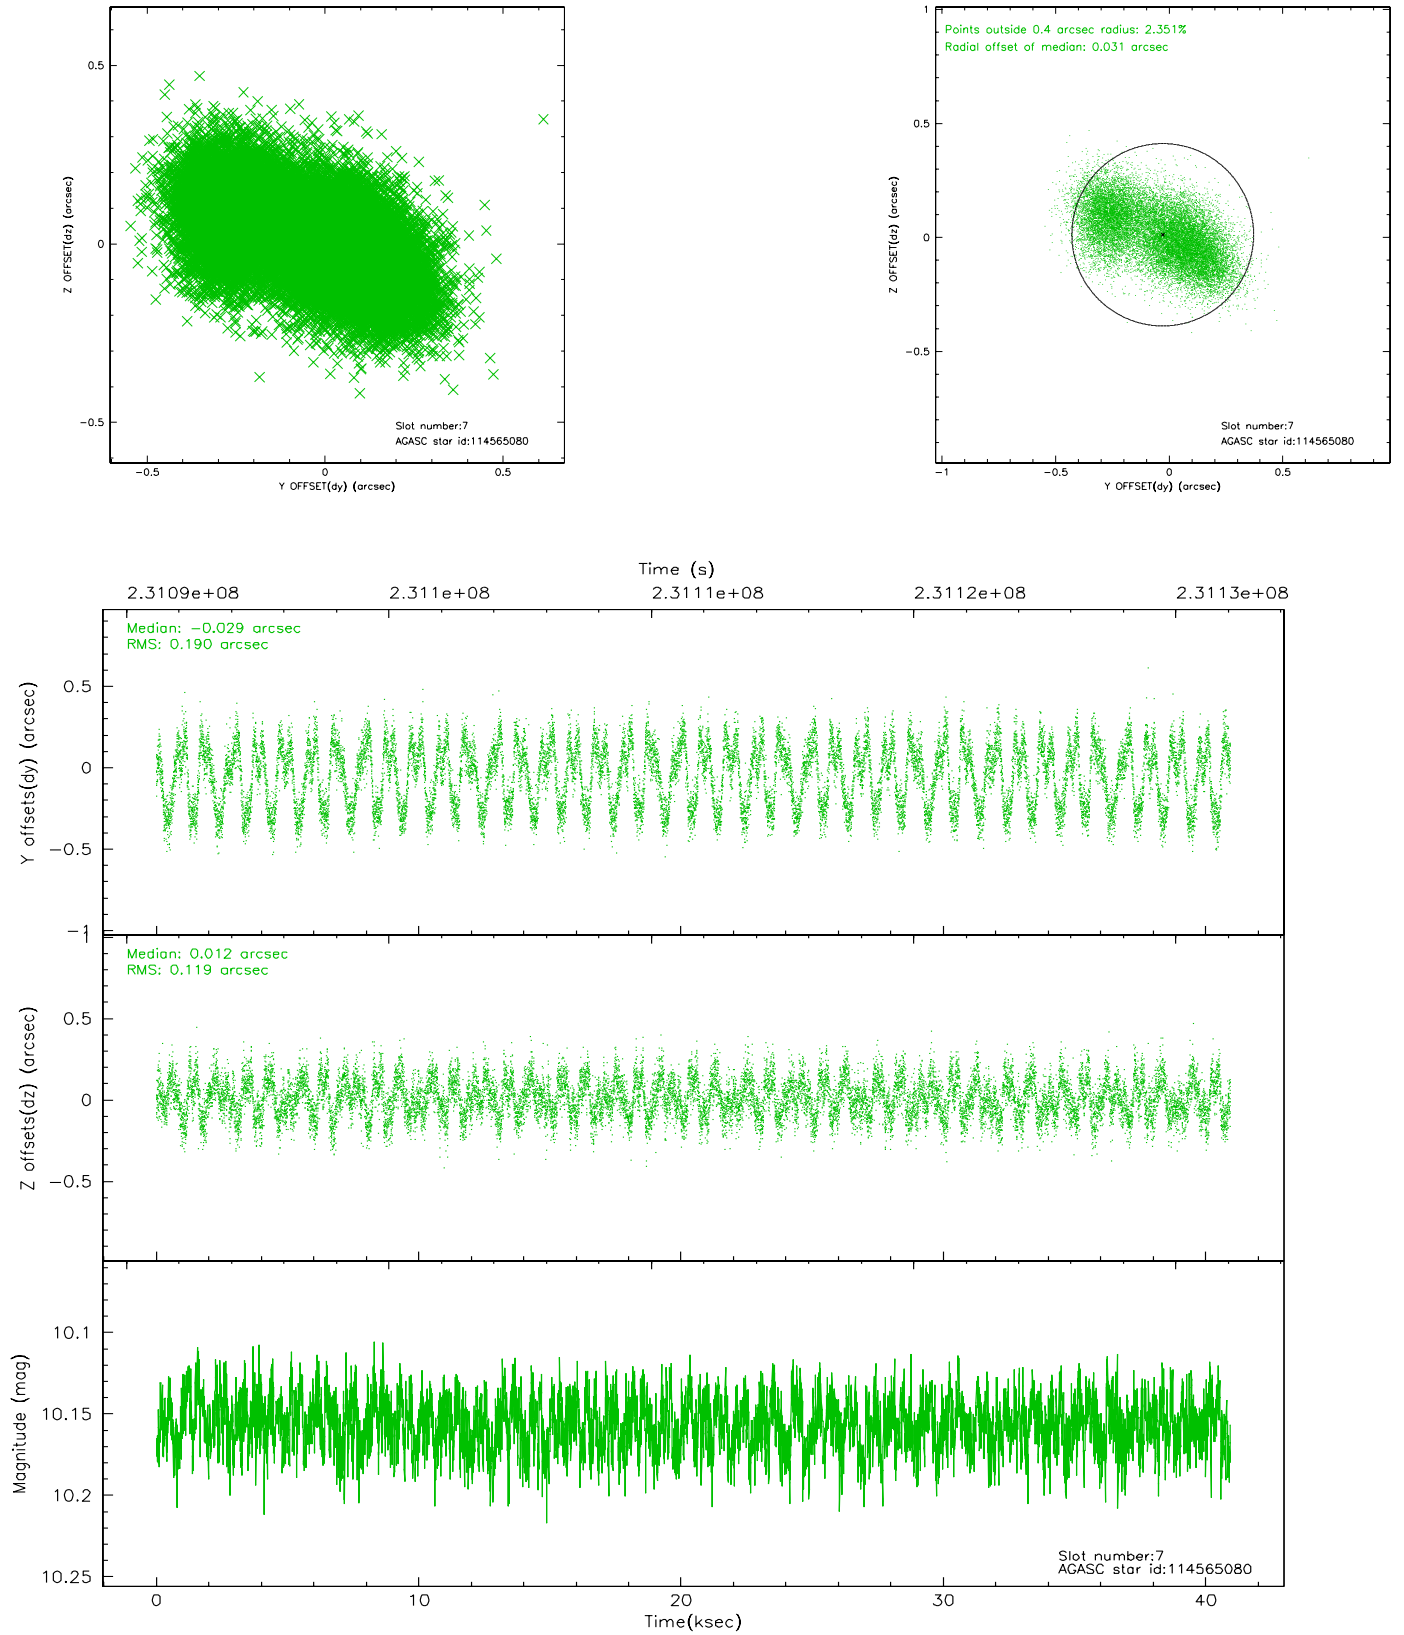 0.5
0
−0.5
−0.5
0
0.5
Z OFFSET(dz) (arcsec)
Y OFFSET(dy) (arcsec)
Slot number:7
AGASC star id:114565080
Points outside 0.4 arcsec radius: 2.351%
Radial offset of median: 0.031 arcsec
1
0.5
0
−0.5
−1
−0.5
0
0.5
Z OFFSET(dz) (arcsec)
Y OFFSET(dy) (arcsec)
Slot number:7
AGASC star id:114565080
Time (s)
2.3109e+08
2.311e+08
2.3111e+08
2.3112e+08
2.3113e+08
Median: −0.029 arcsec
RMS: 0.190 arcsec
0.5
0
−0.5
−1
Y offsets(dy) (arcsec)
Median: 0.012 arcsec
RMS: 0.119 arcsec
1
0.5
0
−0.5
Z offsets(dz) (arcsec)
10.1
10.15
10.2
10.25
Magnitude (mag)
Slot number:7
AGASC star id:114565080
0
10
20
30
40
Time(ksec)